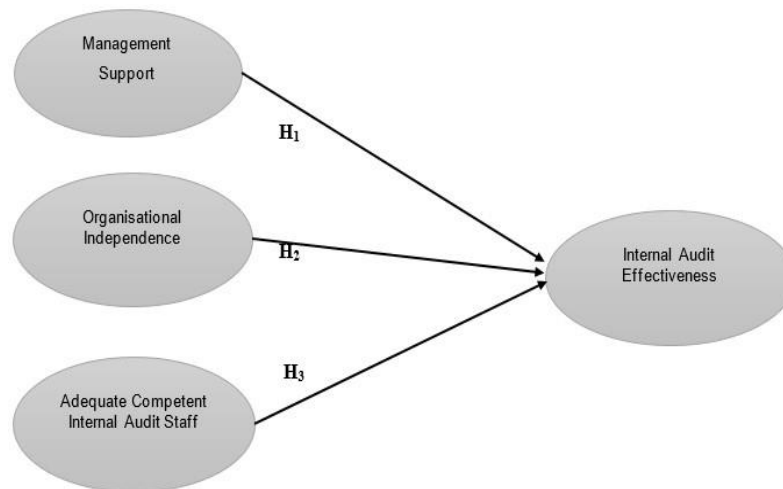 Management
Support
H₁
Organisational
Independence
H₂
Internal Audit
Effectiveness
H₃
Adequate Competent
Internal Audit Staff